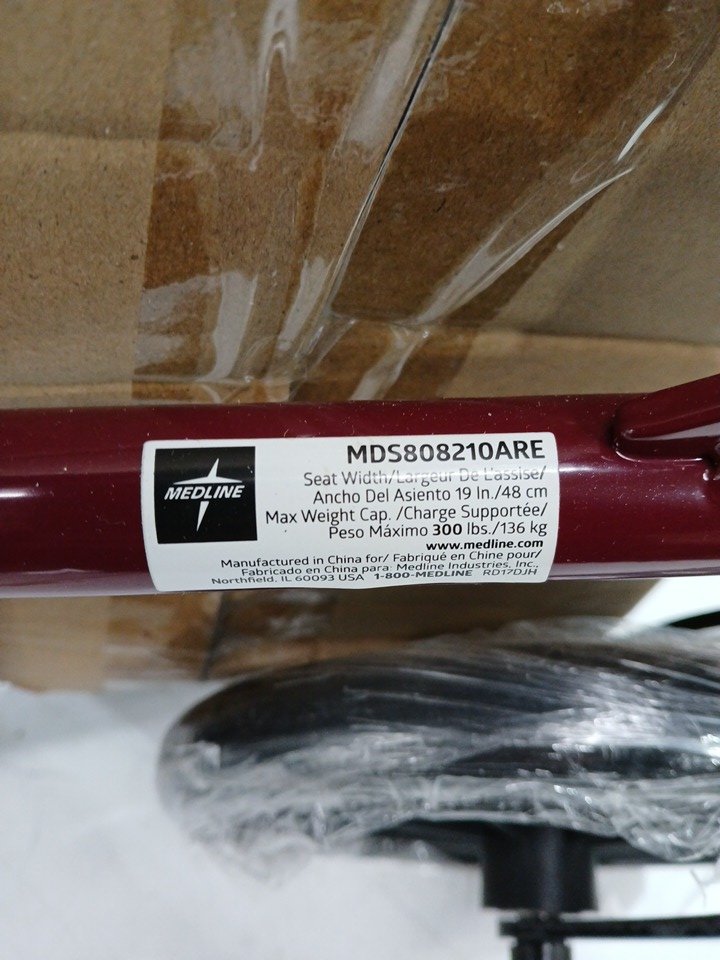 MEDLINE
MDS808210ARE
Seat Width/Largeur De L'assise/
Ancho Del Asiento 19 In./48 cm
Max Weight Cap. /Charge Supportée/
Peso Máximo 300 lbs./136 kg
www.medline.com
Manufactured in China for/ Fabriqué en Chine pour/
Fabricado en China para: Medline Industries, Inc.,
Northfield, IL 60093 USA 1-800-MEDLINE RD17DJH